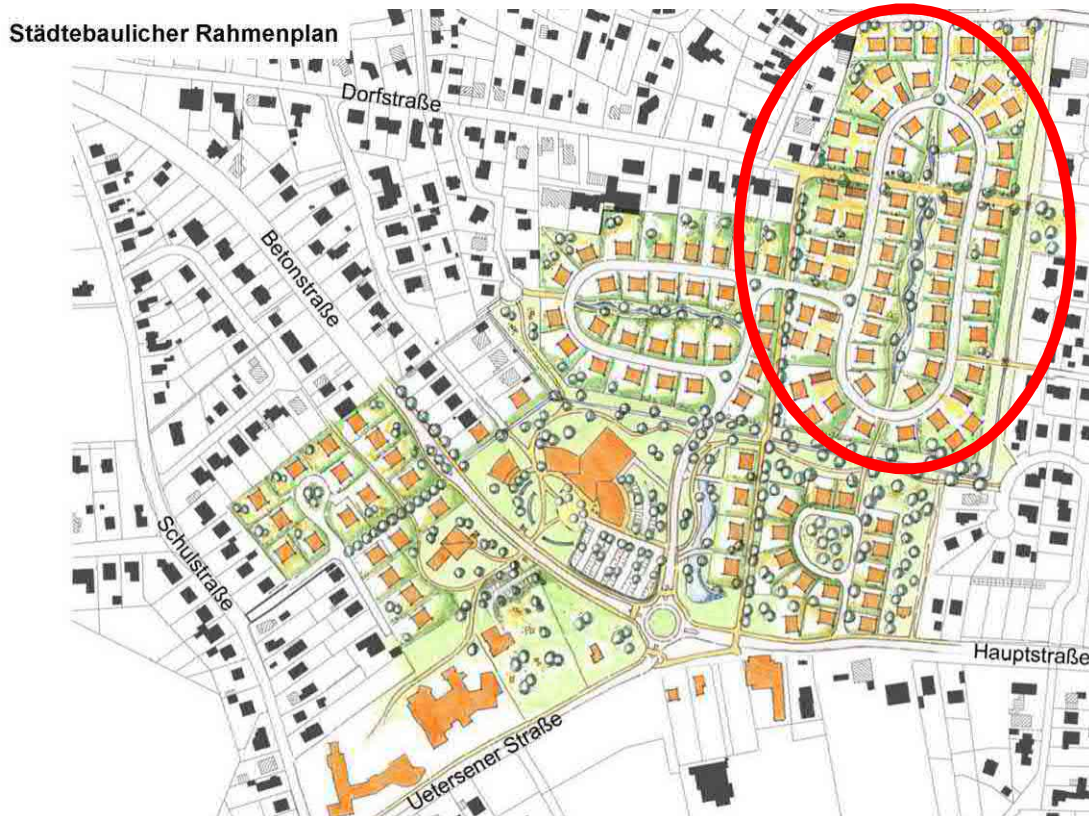 Städtebaulicher Rahmenplan
Dorfstraße
Betonstraße
Schulstraße
Hauptstraße
Uetersener Straße